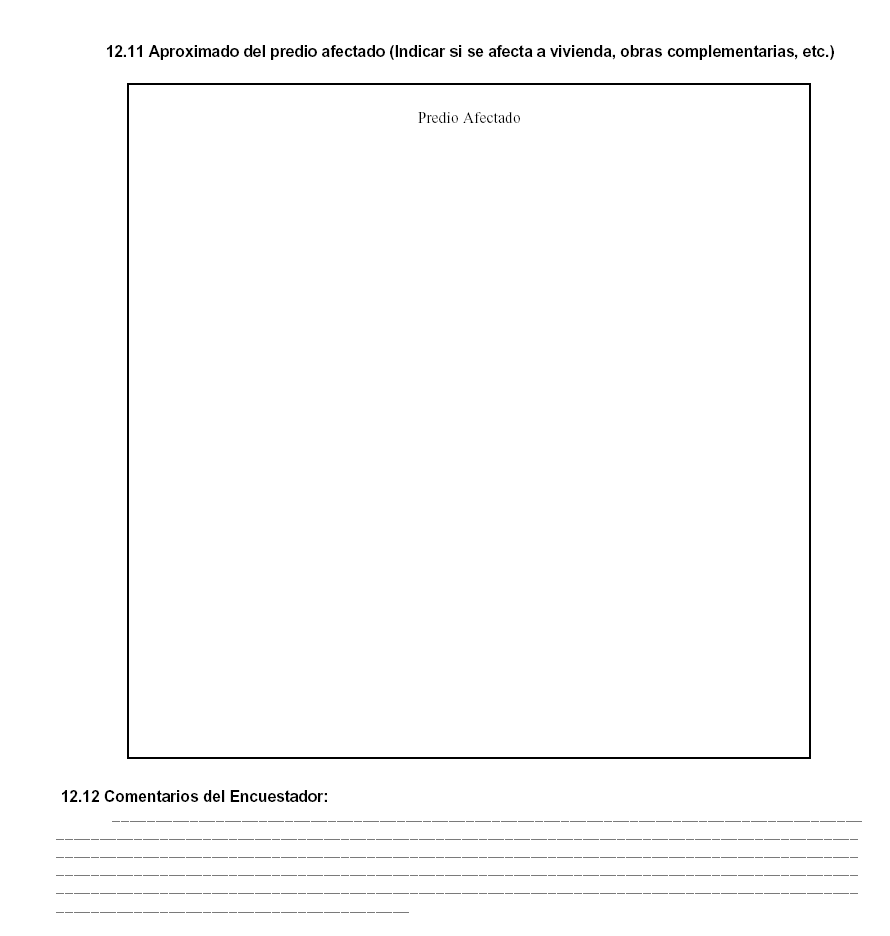 12.11 Aproximado del predio afectado (Indicar si se afecta a vivienda, obras complementarias, etc.)
Predio Afectado
12.12 Comentarios del Encuestador: